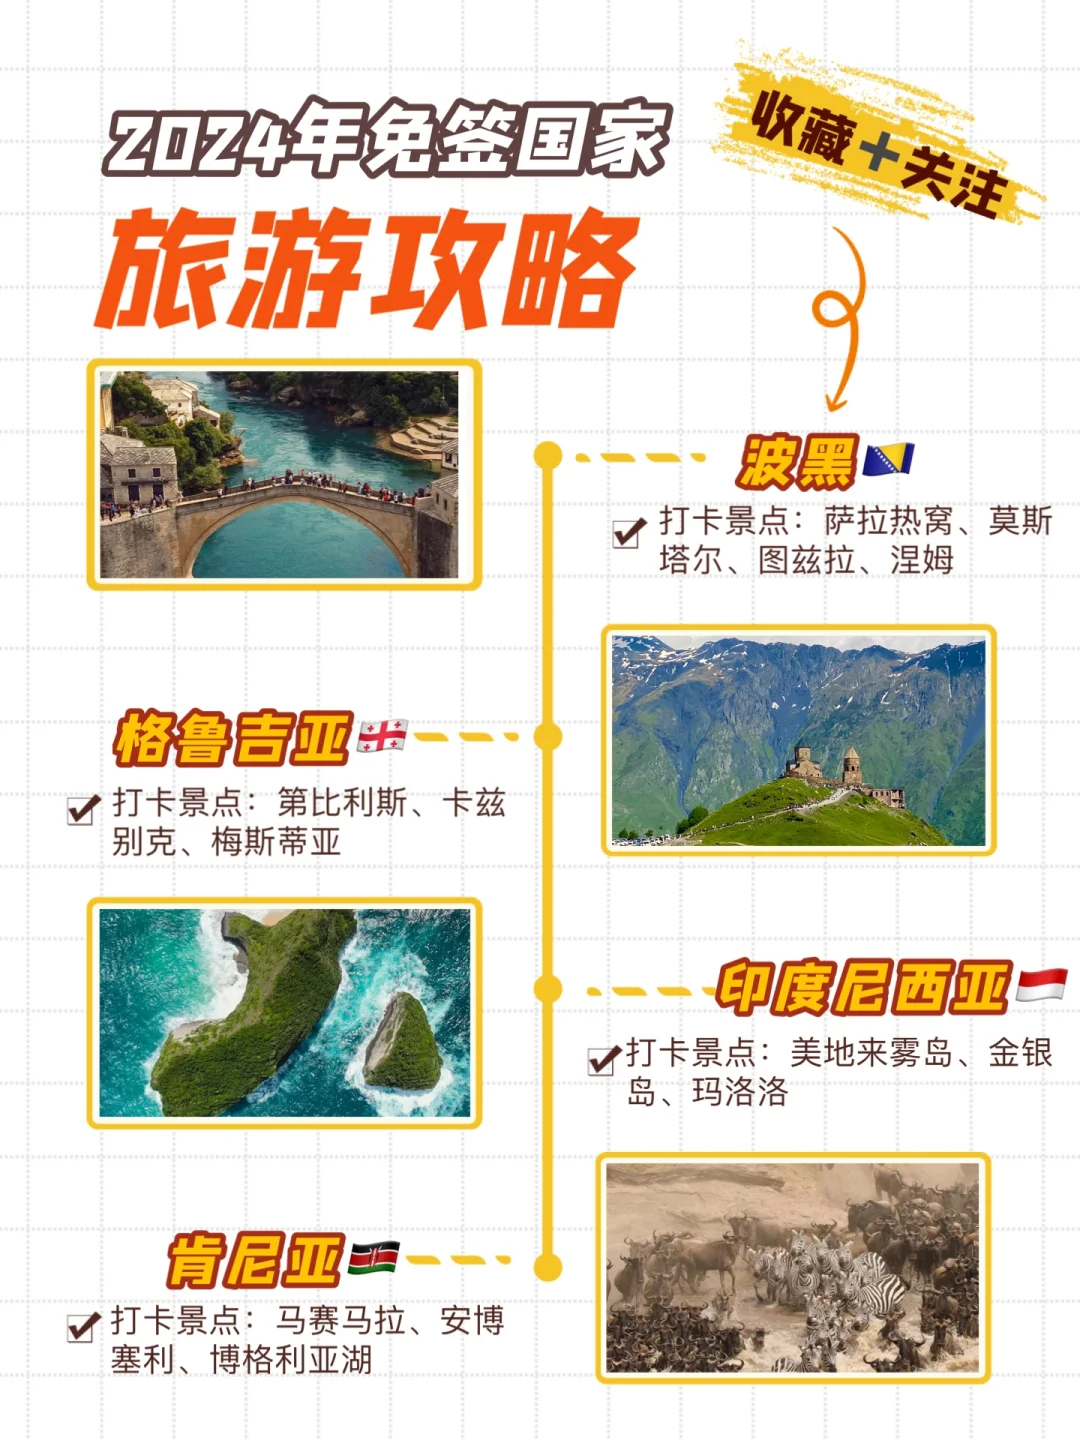 2024年免签国家
旅游攻略
收藏+关注
波黑
打卡景点：萨拉热窝、莫斯
塔尔、图兹拉、涅姆
格鲁吉亚
打卡景点：第比利斯、卡兹
别克、梅斯蒂亚
印度尼西亚
打卡景点：美地来雾岛、金银
岛、玛洛洛
肯尼亚
打卡景点：马赛马拉、安博
塞利、博格利亚湖